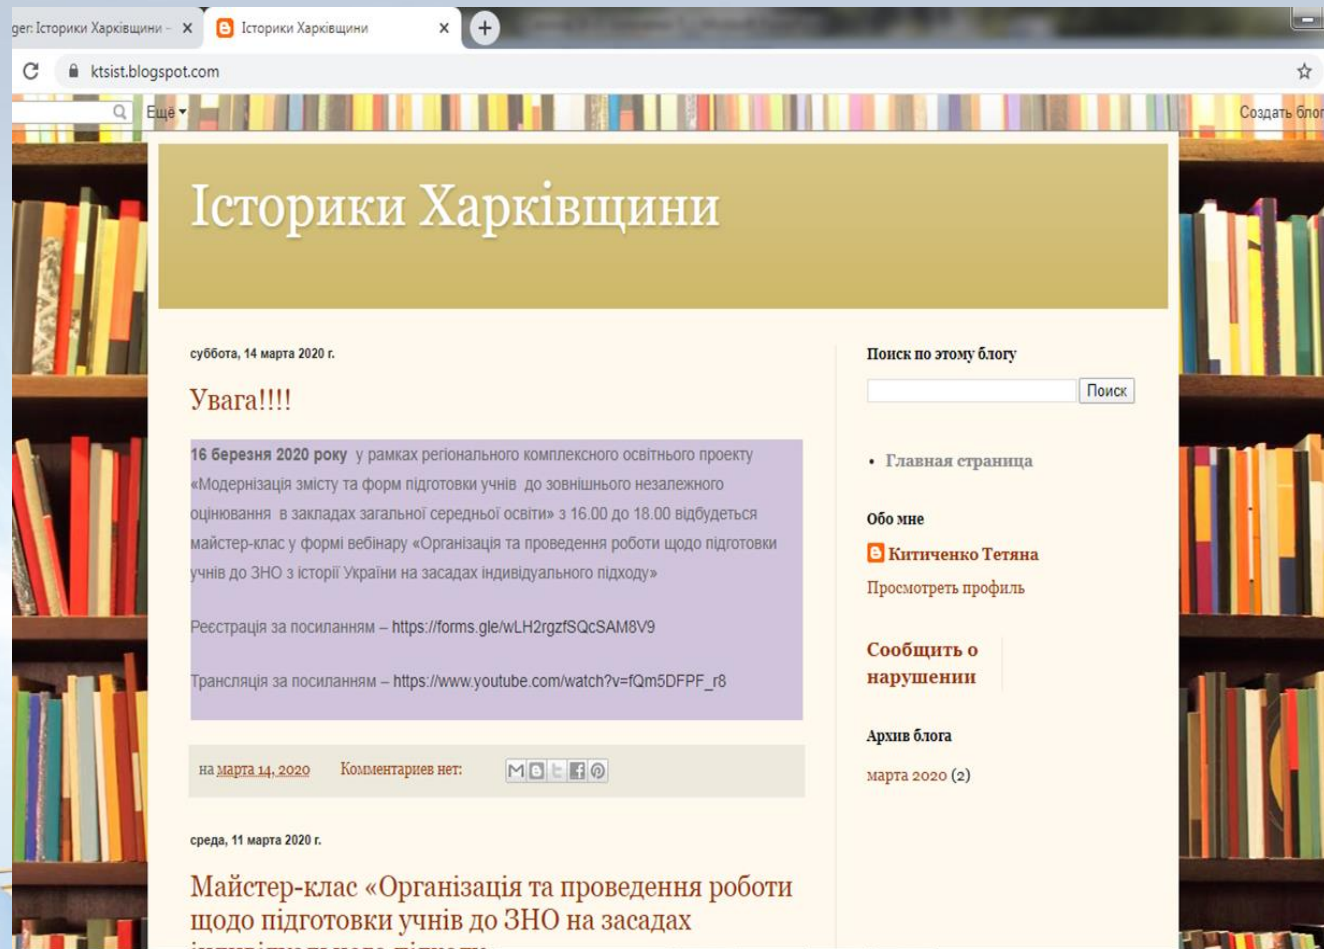 ger: Історики Харківщини –
Історики Харківщини
ktsist.blogspot.com
Ещё
Создать блог
Історики Харківщини
суббота, 14 марта 2020 г.
Увага!!!!
16 березня 2020 року у рамках регіонального комплексного освітнього проекту
«Модернізація змісту та форм підготовки учнів до зовнішнього незалежного
оцінювання в закладах загальної середньої освіти» з 16.00 до 18.00 відбудеться
майстер-клас у формі вебінару «Організація та проведення роботи щодо підготовки
учнів до ЗНО з історії України на засадах індивідуального підходу»
Реєстрація за посиланням – https://forms.gle/wLH2rgzfSQcSAM8V9
Трансляція за посиланням – https://www.youtube.com/watch?v=fQm5DFPF_r8
на марта 14, 2020 Комментариев нет:
среда, 11 марта 2020 г.
Майстер-клас «Організація та проведення роботи
щодо підготовки учнів до ЗНО на засадах
Поиск по этому блогу
Поиск
Главная страница
Обо мне
Китиченко Тетяна
Просмотреть профиль
Сообщить о
нарушении
Архив блога
марта 2020 (2)